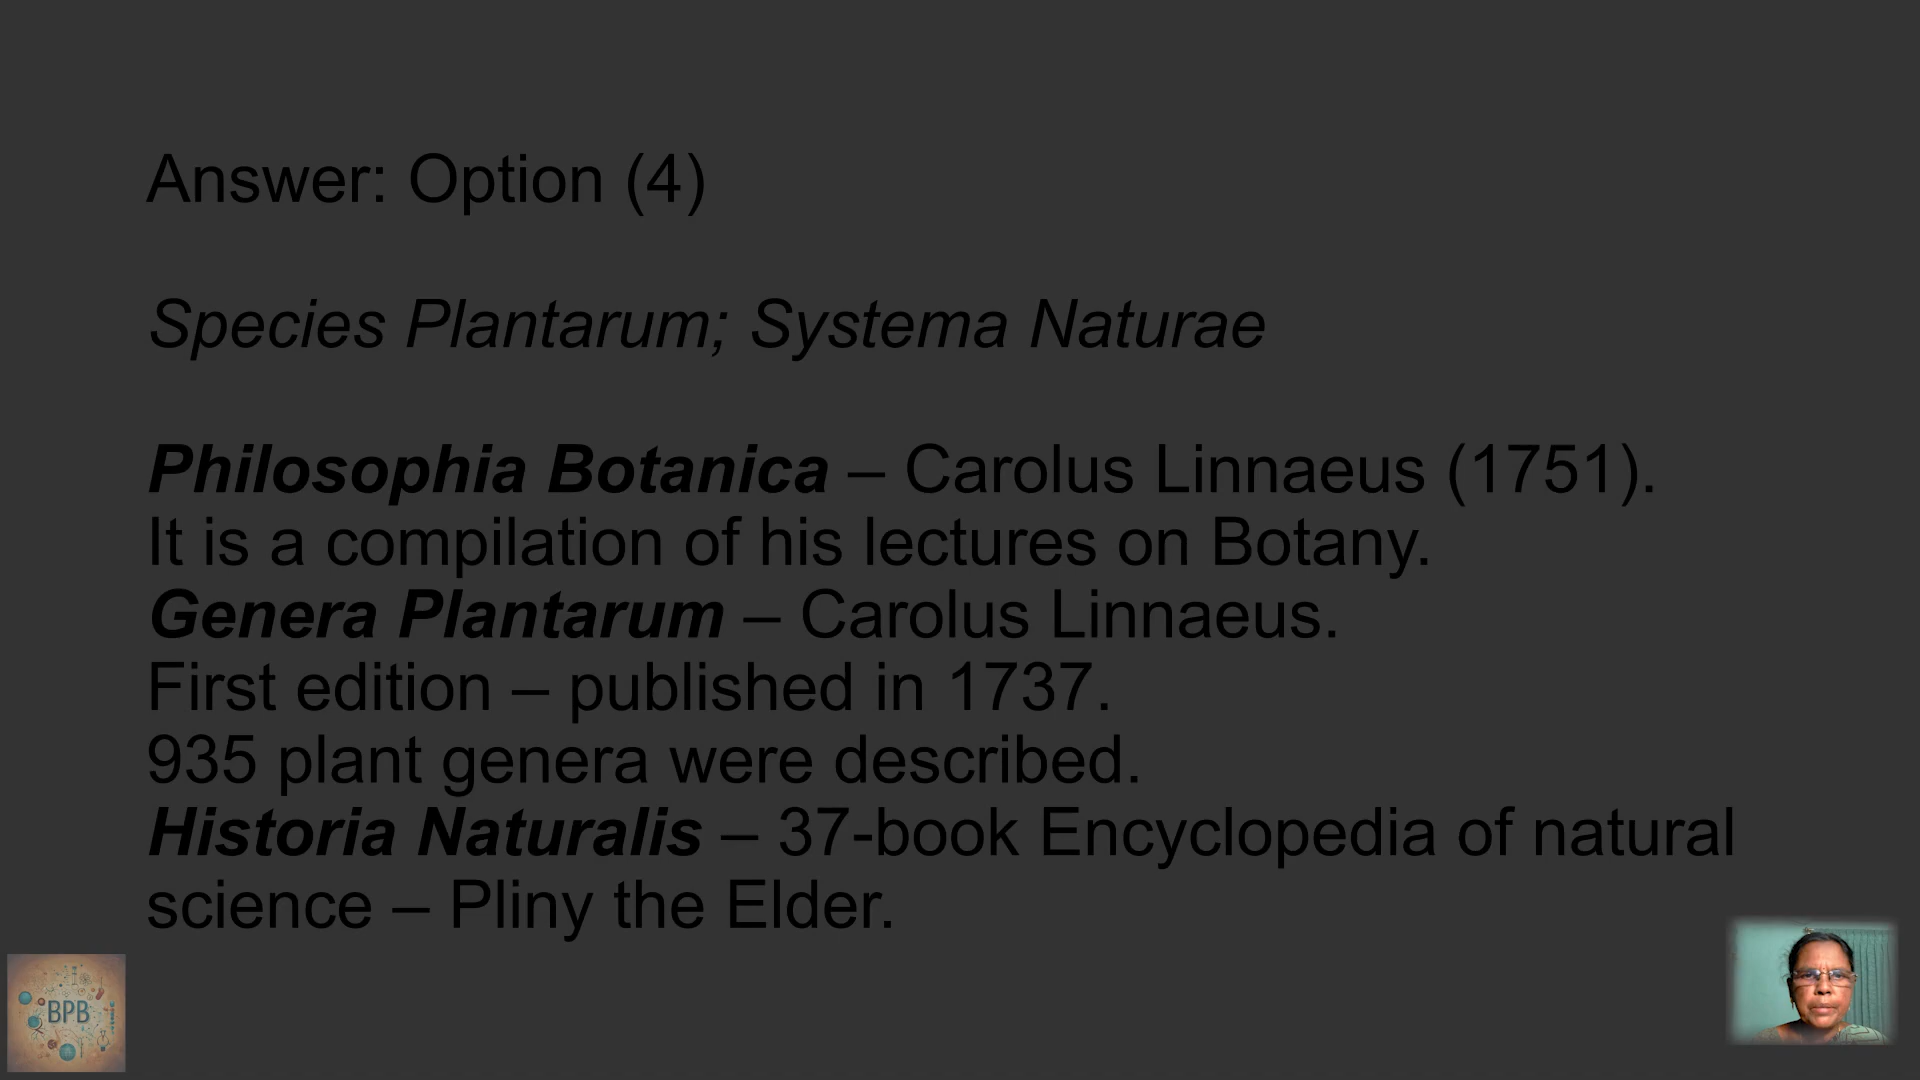 Answer: Option (4)
Species Plantarum; Systema Naturae
Philosophia Botanica – Carolus Linnaeus (1751).
It is a compilation of his lectures on Botany.
Genera Plantarum – Carolus Linnaeus.
First edition – published in 1737.
935 plant genera were described.
Historia Naturalis – 37-book Encyclopedia of natural
science – Pliny the Elder.
BPB